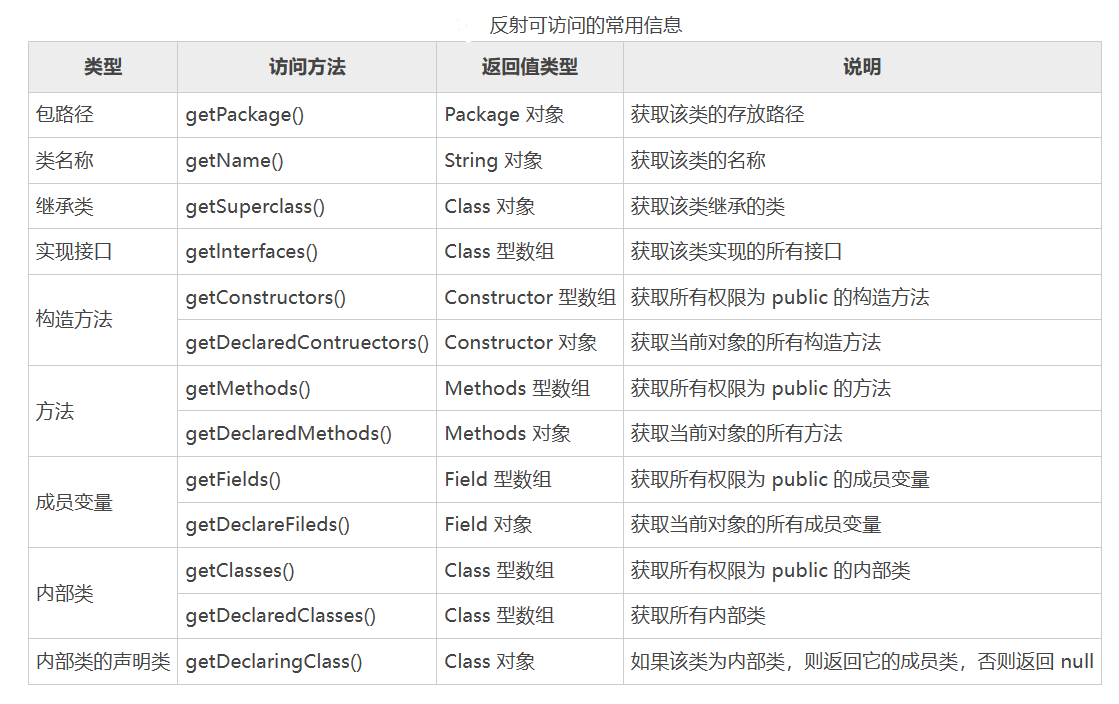 反射可访问的常用信息
类型 访问方法 返回值类型 说明
包路径 getPackage() Package 对象 获取该类的存放路径
类名称 getName() String 对象 获取该类的名称
继承类 getSuperclass() Class 对象 获取该类继承的类
实现接口 getlnterfaces() Class 型数组 获取该类实现的所有接口
构造方法 getConstructors() Constructor 型数组 获取所有权限为 public 的构造方法
getDeclaredContruectors() Constructor 对象 获取当前对象的所有构造方法
方法 getMethods() Methods 型数组 获取所有权限为 public 的方法
getDeclaredMethods() Methods 对象 获取当前对象的所有方法
成员变量 getFields() Field 型数组 获取所有权限为 public 的成员变量
getDeclareFileds() Field 对象 获取当前对象的所有成员变量
内部类 getClasses() Class 型数组 获取所有权限为 public 的内部类
getDeclaredClasses() Class 型数组 获取所有内部类
内部类的声明类 getDeclaringClass() Class 对象 如果该类为内部类，则返回它的成员类，否则返回 null